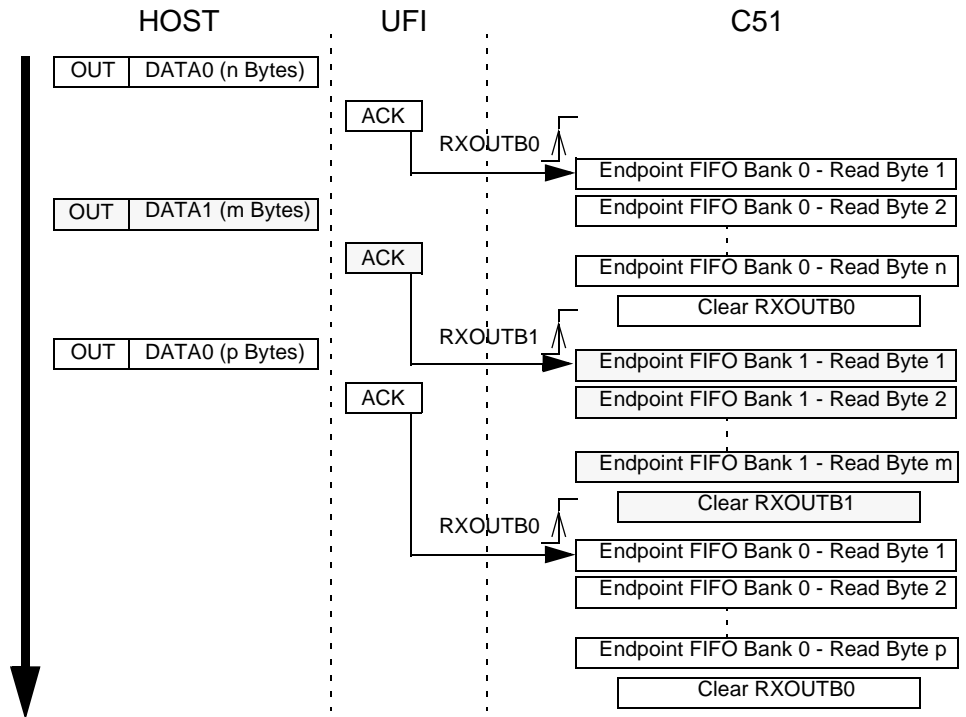 HOST UFI C51
OUT DATA0 (n Bytes)
ACK
RXOUTB0
Endpoint FIFO Bank 0 - Read Byte 1
OUT DATA1 (m Bytes)
Endpoint FIFO Bank 0 - Read Byte 2
ACK
Endpoint FIFO Bank 0 - Read Byte n
Clear RXOUTB0
RXOUTB1
OUT DATA0 (p Bytes)
Endpoint FIFO Bank 1 - Read Byte 1
ACK
Endpoint FIFO Bank 1 - Read Byte 2
Endpoint FIFO Bank 1 - Read Byte m
Clear RXOUTB1
RXOUTB0
Endpoint FIFO Bank 0 - Read Byte 1
Endpoint FIFO Bank 0 - Read Byte 2
Endpoint FIFO Bank 0 - Read Byte p
Clear RXOUTB0